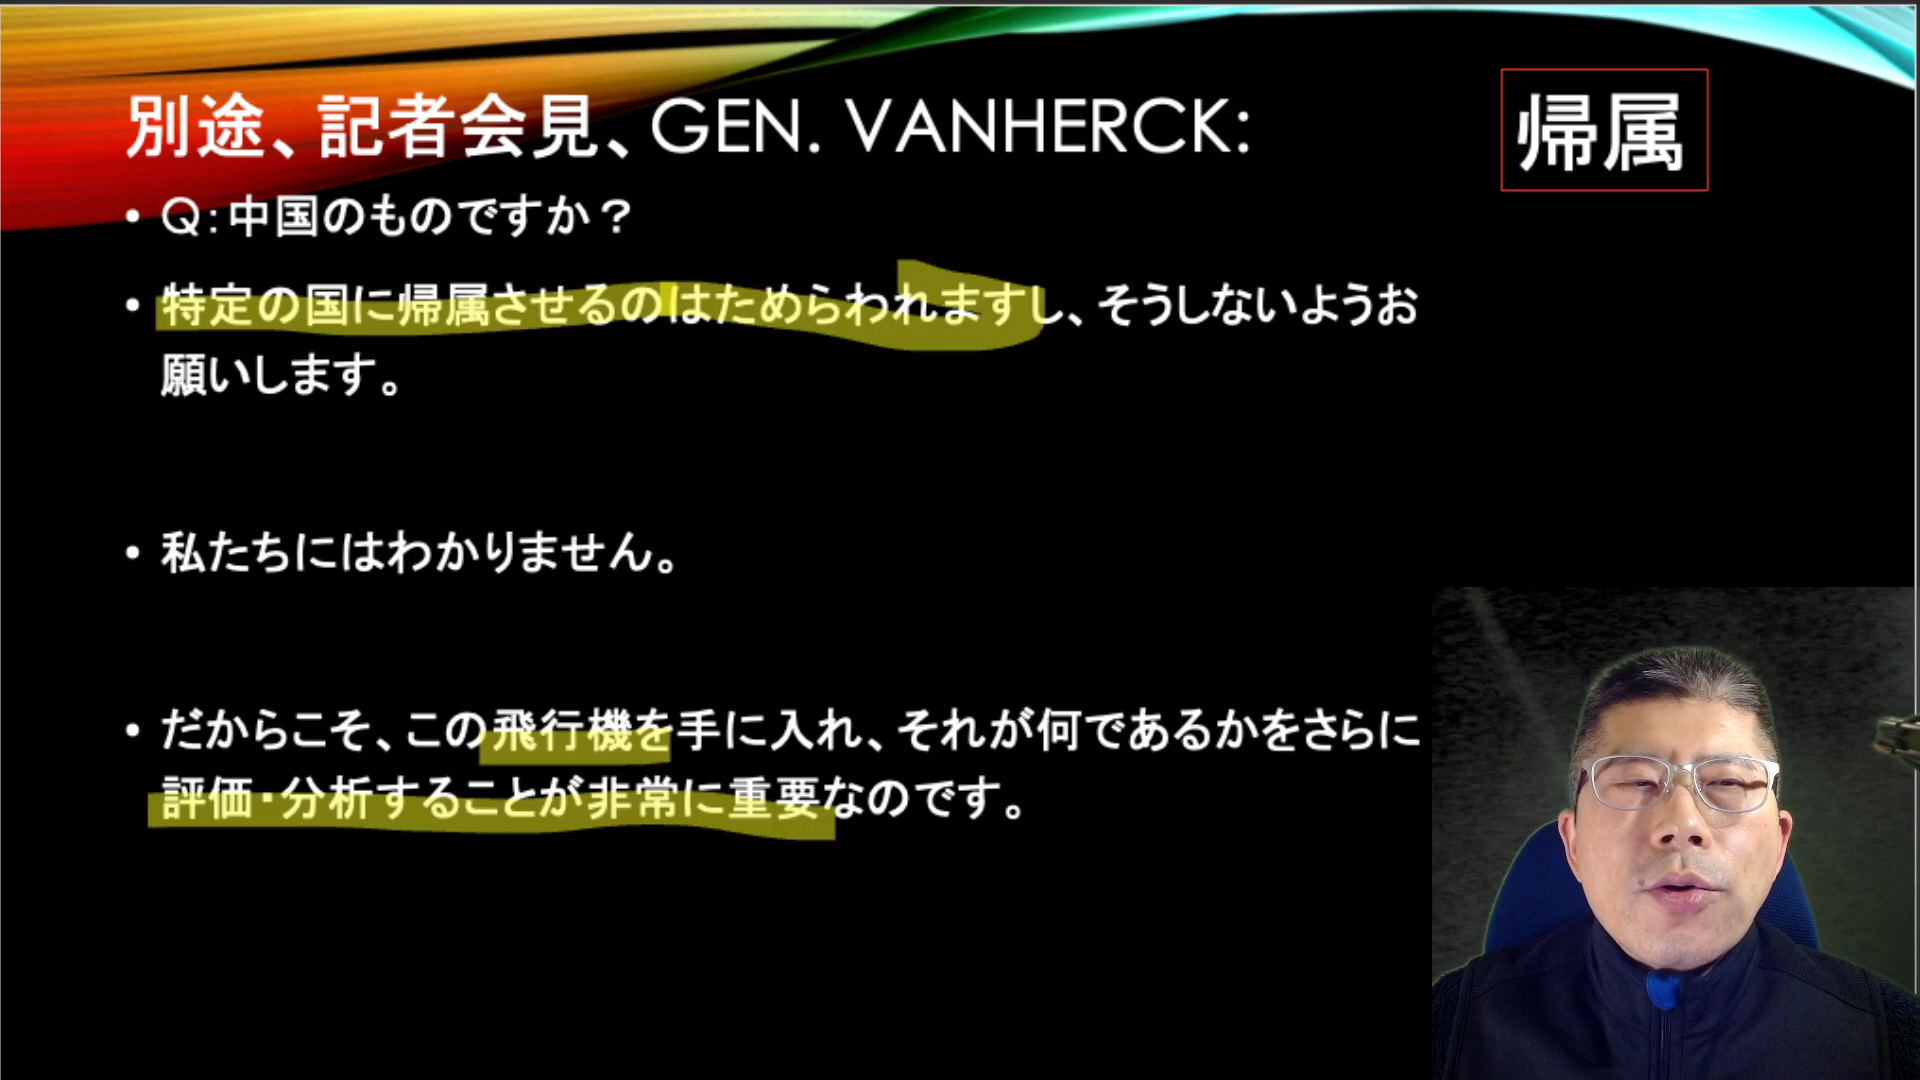 別途、記者会見、GEN. VANHERCK:
帰属
• Q:中国のものですか？
• 特定の国に帰属させるのはためらわれますし、そうしないようお
願いします。
• 私たちにはわかりません。
• だからこそ、この飛行機を手に入れ、それが何であるかをさらに
評価・分析することが非常に重要なのです。